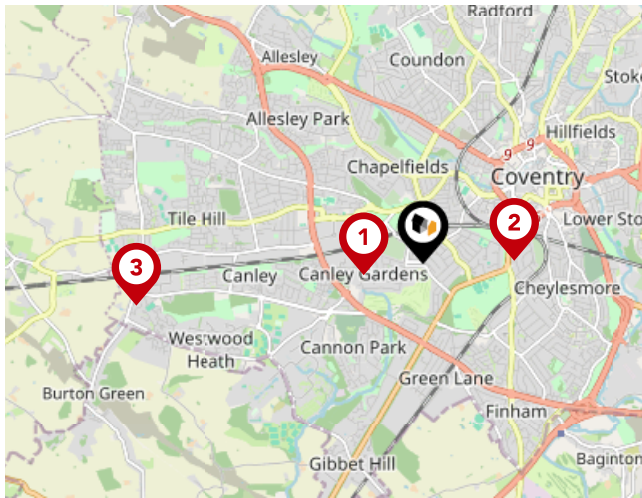 Radford
Allesley
Coundon
Stoke
Allesley Park
Hillfields
9
9
Chapelfields
Coventry
Tile Hill
1
2
Lower Sto
3
Canley
Canley Gardens
Cheylesmore
Westwood
Heath
Cannon Park
Green Lane
Burton Green
Finham
Gibbet Hill
Baginton